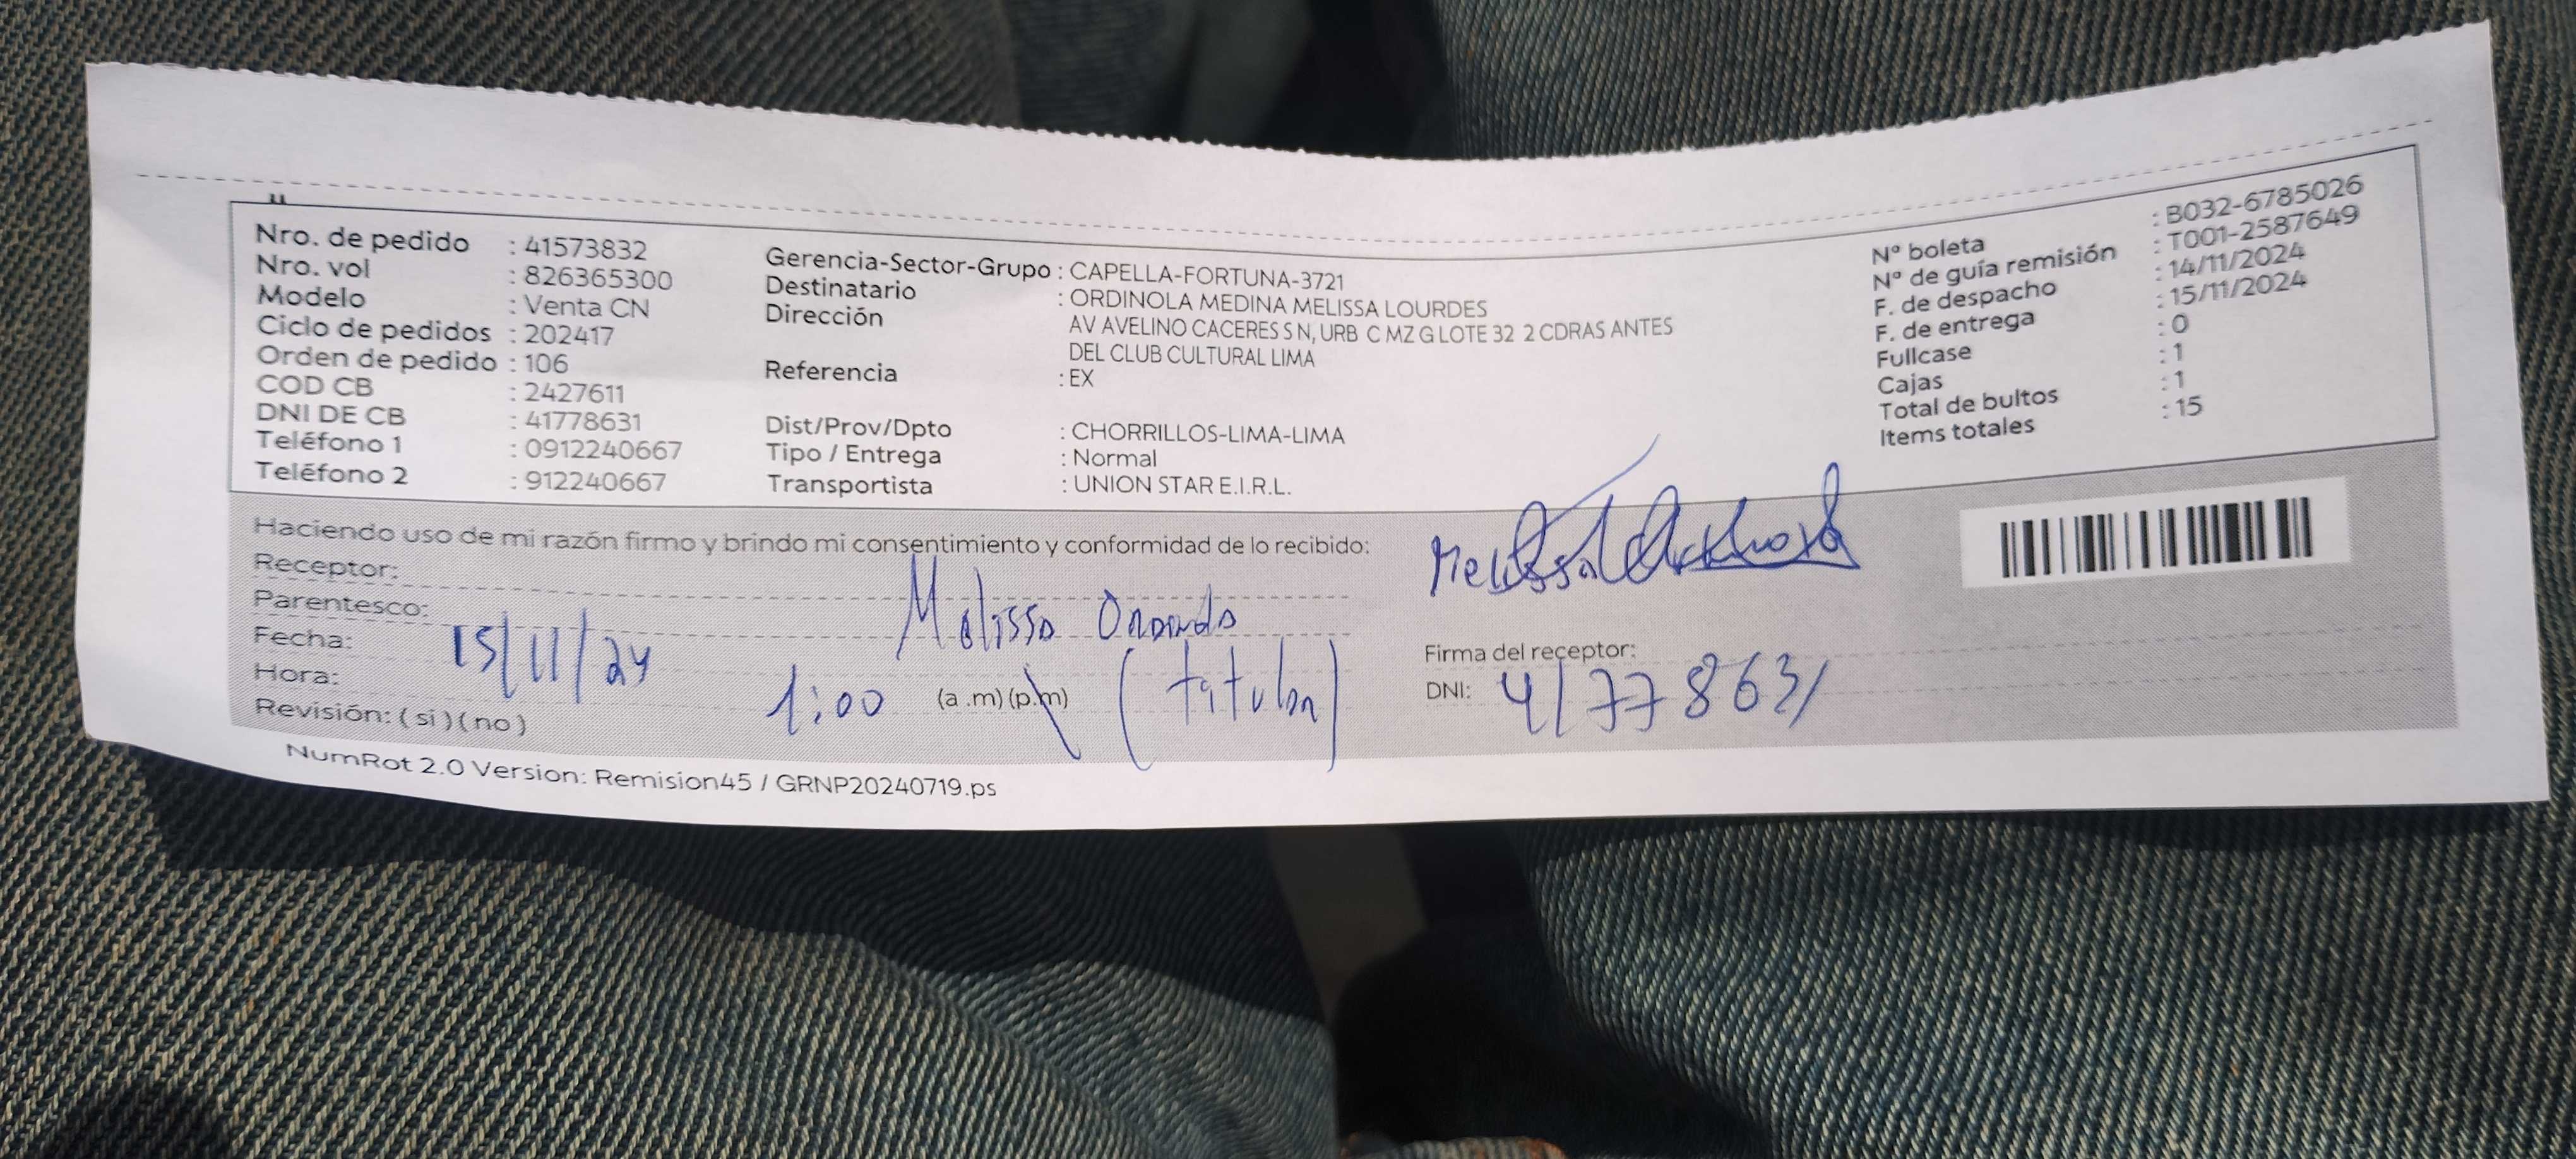 Nro. de pedido : 41573832
Nro. vol : 826365300
Modelo : Venta CN
Ciclo de pedidos : 202417
Orden de pedido : 106
COD CB : 2427611
DNI DE CB : 41778631
Teléfono 1 : 0912240667
Teléfono 2 : 912240667
Gerencia-Sector-Grupo : CAPELLA-FORTUNA-3721
Destinatario : ORDINOLA MEDINA MELISSA LOURDES
Dirección AV AVELINO CACERES S N, URB C MZ G LOTE 32 2 CDRAS ANTES
DEL CLUB CULTURAL LIMA
Referencia : EX
Dist/Prov/Dpto : CHORRILLOS-LIMA-LIMA
Tipo / Entrega : Normal
Transportista : UNION STAR E.I.R.L.
Nº boleta : B032-6785026
Nº de guía remisión : T001-2587649
F. de despacho : 14/11/2024
F. de entrega : 15/11/2024
Fullcase : 0
Cajas : 1
Total de bultos : 1
Items totales : 15
Haciendo uso de mi razón firmo y brindo mi consentimiento y conformidad de lo recibido:
Receptor: Melissa
Parentesco:
Fecha: 15/11/24
Hora: 1:00 (a.m)(p.m) (titular)
Revisión: (si)(no)
Melissa
Firma del receptor:
DNI: 41778631
NumRot 2.0 Version: Remision45 / GRNP20240719.ps